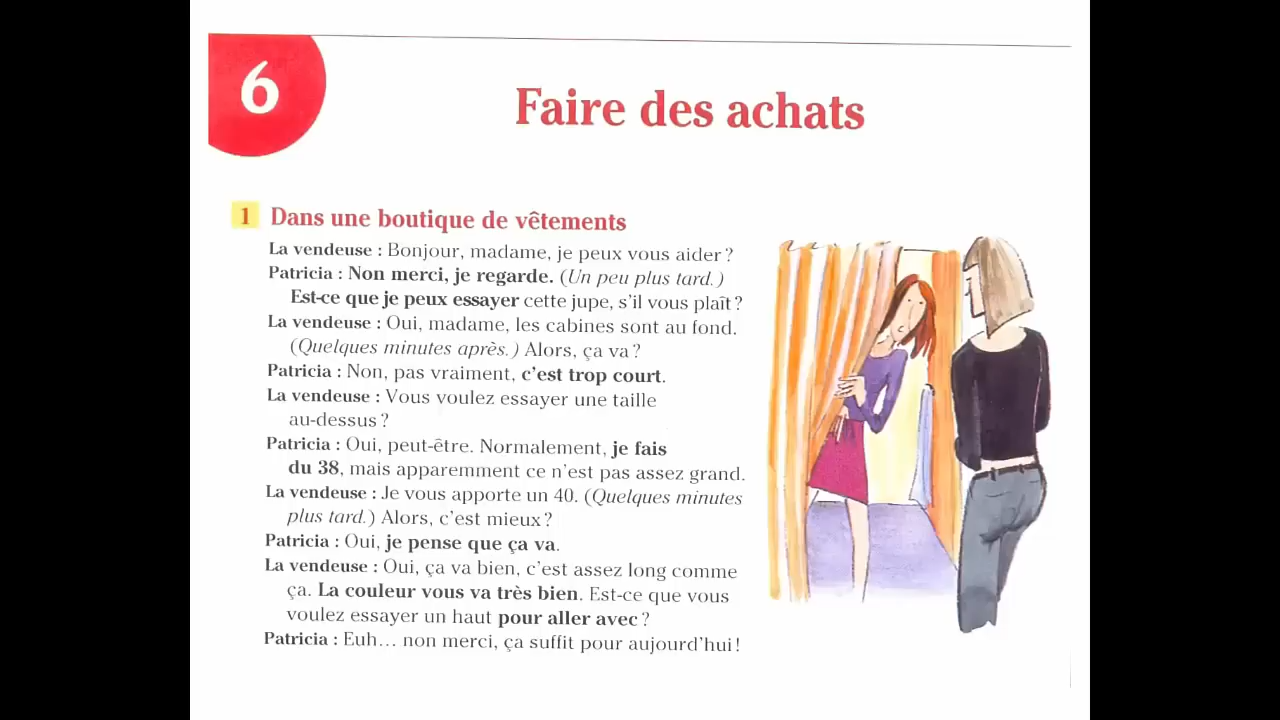 6
Faire des achats
1 Dans une boutique de vêtements
La vendeuse : Bonjour, madame, je peux vous aider ?
Patricia : Non merci, je regarde. (Un peu plus tard.)
Est-ce que je peux essayer cette jupe, s'il vous plaît ?
La vendeuse : Oui, madame, les cabines sont au fond.
(Quelques minutes après.) Alors, ça va ?
Patricia : Non, pas vraiment, c'est trop court.
La vendeuse : Vous voulez essayer une taille
au-dessus ?
Patricia : Oui, peut-être. Normalement, je fais
du 38, mais apparemment ce n'est pas assez grand.
La vendeuse : Je vous apporte un 40. (Quelques minutes
plus tard.) Alors, c'est mieux ?
Patricia : Oui, je pense que ça va.
La vendeuse : Oui, ça va bien, c'est assez long comme
ça. La couleur vous va très bien. Est-ce que vous
voulez essayer un haut pour aller avec ?
Patricia : Euh... non merci, ça suffit pour aujourd'hui !